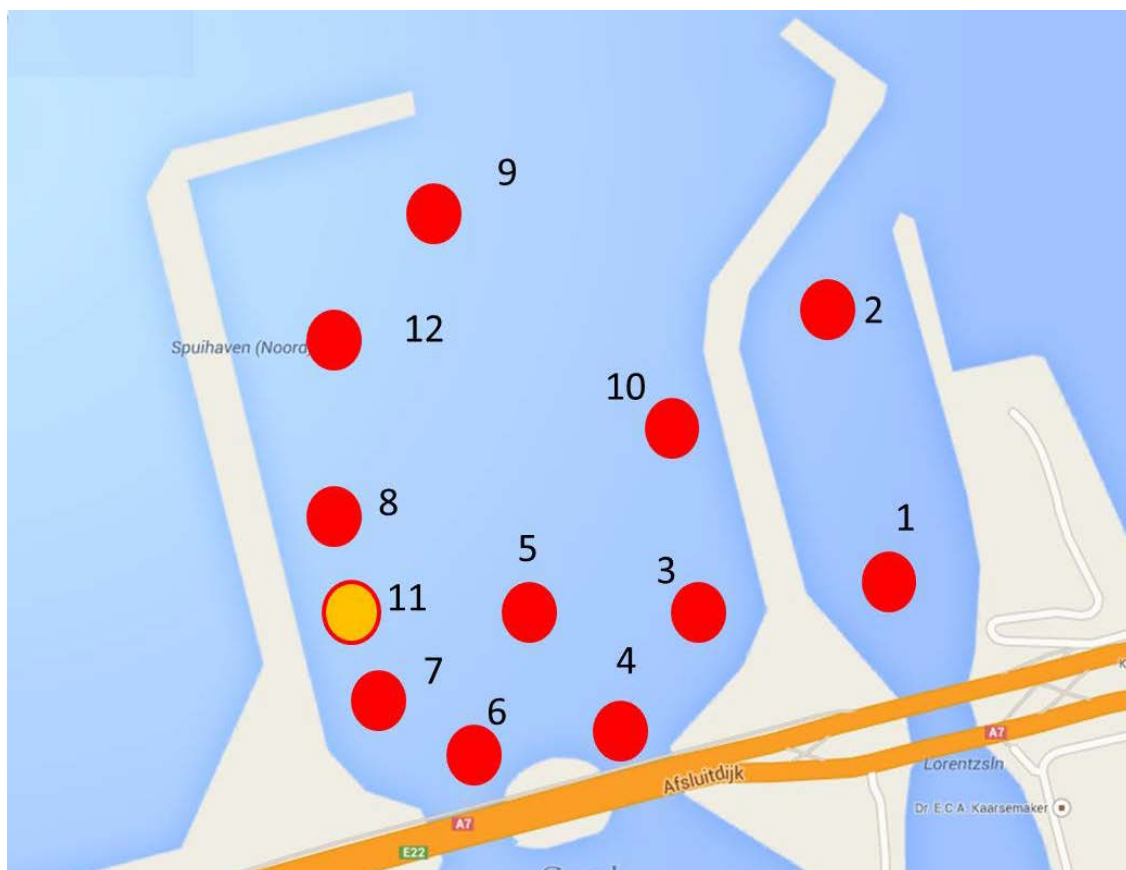 9
2
12
Spuihaven (Noord)
10
8
1
5
3
11
4
7
6
A7
Lorentzsln
Afsluitdijk
Dr. E.C.A. Kaarsemaker
A7
E22